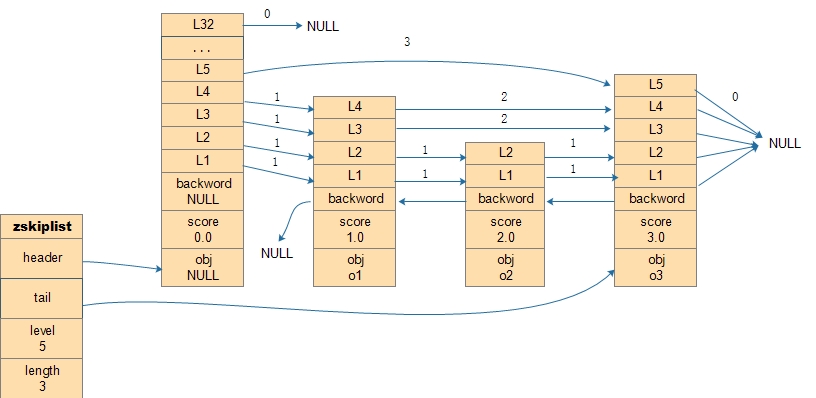 L32
0
NULL
...
L5
3
L4
1
L3
1
L2
1
L1
1
backword
NULL
score
0.0
obj
NULL
L4
2
L3
2
L2
1
L1
1
backword
NULL
score
1.0
obj
o1
L2
1
L1
1
backword
score
2.0
obj
o2
L5
0
L4
L3
L2
L1
NULL
backword
score
3.0
obj
o3
zskiplist
header
tail
level
5
length
3